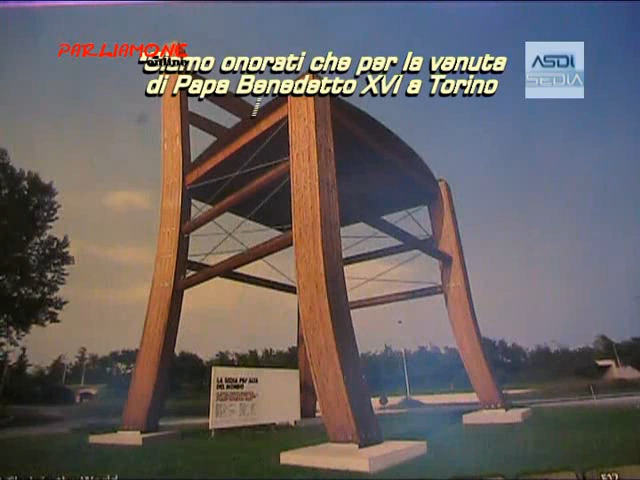 PARLIAMONE
online
Siamo onorati che per la venuta
di Papa Benedetto XVI a Torino
ASDI
SEDIA
LA SEDIA PIU' ALTA
DEL MONDO